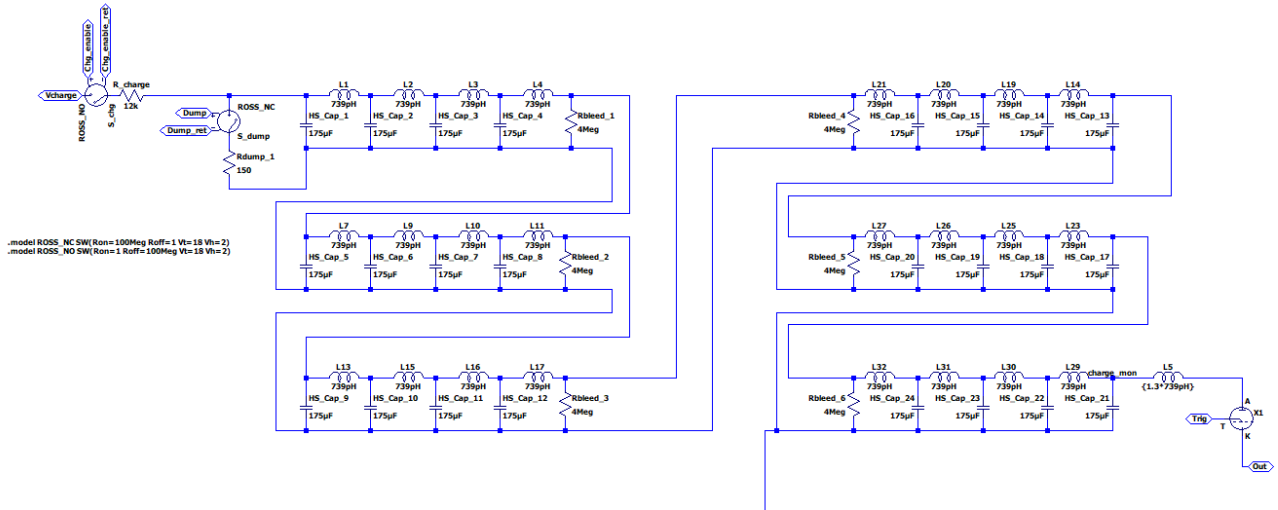 Chg_enable
Chg_enable_ret
Vcharge
ROSS_NO
S_chg
R_charge
12k
Dump
Dump_ret
ROSS_NC
S_dump
Rdump_1
150
L1
739pH
L2
739pH
L3
739pH
L4
739pH
HS_Cap_1
175µF
HS_Cap_2
175µF
HS_Cap_3
175µF
HS_Cap_4
175µF
Rbleed_1
4Meg
.model ROSS_NC SW(Ron=100Meg Roff=1 Vt=18 Vh=2)
.model ROSS_NO SW(Ron=1 Roff=100Meg Vt=18 Vh=2)
L7
739pH
L9
739pH
L10
739pH
L11
739pH
HS_Cap_5
175µF
HS_Cap_6
175µF
HS_Cap_7
175µF
HS_Cap_8
175µF
Rbleed_2
4Meg
L13
739pH
L15
739pH
L16
739pH
L17
739pH
HS_Cap_9
175µF
HS_Cap_10
175µF
HS_Cap_11
175µF
HS_Cap_12
175µF
Rbleed_3
4Meg
L21
739pH
L20
739pH
L19
739pH
L14
739pH
Rbleed_4
4Meg
HS_Cap_16
175µF
HS_Cap_15
175µF
HS_Cap_14
175µF
HS_Cap_13
175µF
L27
739pH
L26
739pH
L25
739pH
L23
739pH
Rbleed_5
4Meg
HS_Cap_20
175µF
HS_Cap_19
175µF
HS_Cap_18
175µF
HS_Cap_17
175µF
L32
739pH
L31
739pH
L30
739pH
L29
739pH
charge_mon
L5
{1.3*739pH}
Rbleed_6
4Meg
HS_Cap_24
175µF
HS_Cap_23
175µF
HS_Cap_22
175µF
HS_Cap_21
175µF
Trig
A
X1
T
K
Out